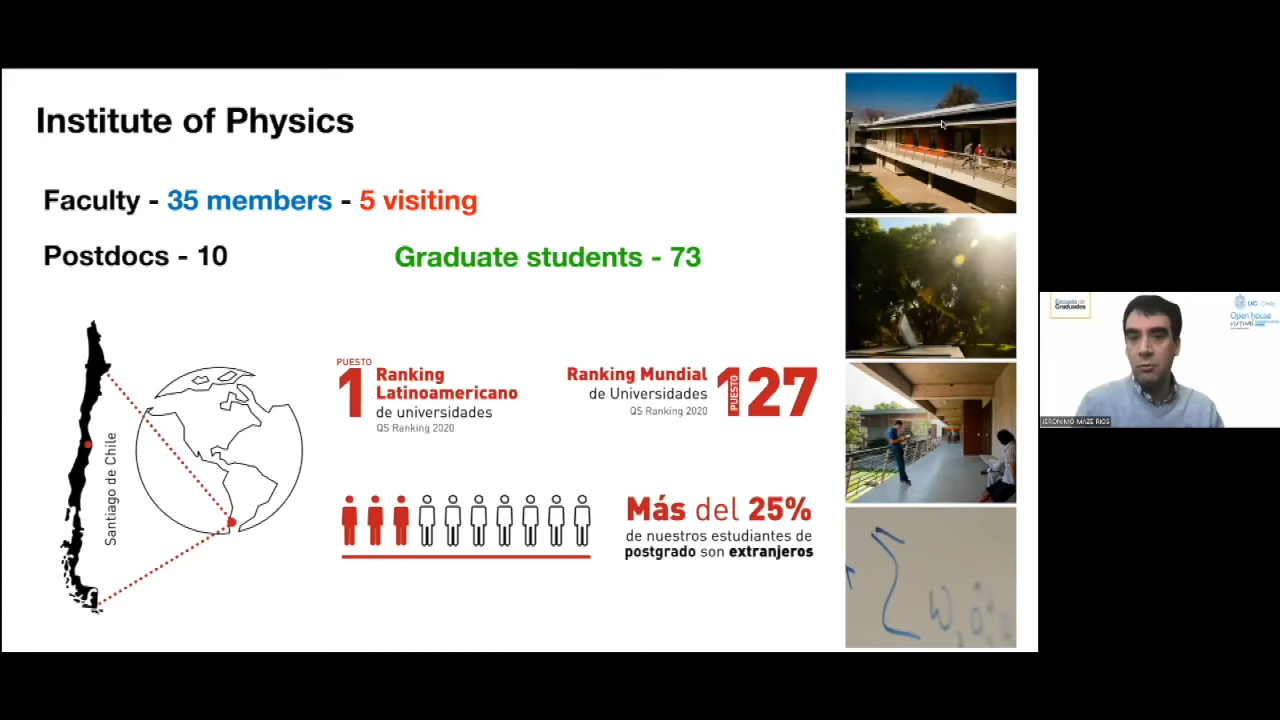 Institute of Physics
Faculty - 35 members - 5 visiting
Postdocs - 10
Graduate students - 73
Santiago de Chile
PUESTO
1
Ranking
Latinoamericano
de universidades
QS Ranking 2020
Ranking Mundial
de Universidades
QS Ranking 2020
PUESTO
127
Más del 25%
de nuestros estudiantes de
postgrado son extranjeros
Escuela de
Graduados
UC Chile
Open house
VIRTUAL
JERONIMO MAZE RIOS